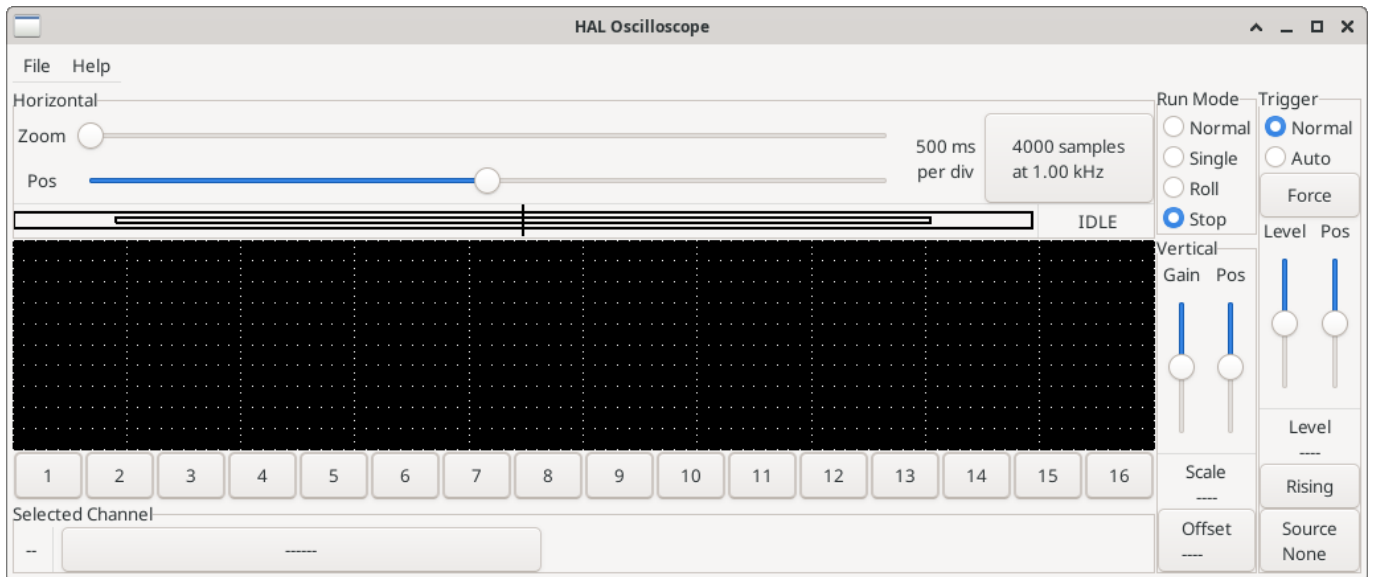 HAL Oscilloscope
File Help
Horizontal
Zoom
Pos
500 ms
per div
4000 samples
at 1.00 kHz
IDLE
Run Mode
Normal
Single
Roll
Stop
Trigger
Normal
Auto
Force
Level Pos
Level
----
Rising
Source
None
Vertical
Gain Pos
Scale
----
Offset
----
1 2 3 4 5 6 7 8 9 10 11 12 13 14 15 16
Selected Channel
-- ------